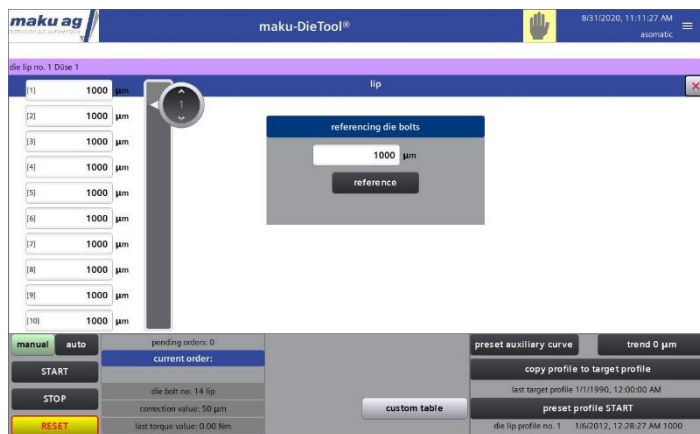 maku ag
maku-DieTool®
8/31/2020, 11:11:27 AM
asomatic
die lip no. 1 Düse 1
lip
[1] 1000 µm
[2] 1000 µm
[3] 1000 µm
[4] 1000 µm
[5] 1000 µm
[6] 1000 µm
[7] 1000 µm
[8] 1000 µm
[9] 1000 µm
[10] 1000 µm
1
referencing die bolts
1000 µm
reference
manual auto
START
STOP
RESET
pending orders: 0
current order:
die bolt no. 14 lip
correction value: 50 µm
last torque value: 0.00 Nm
custom table
preset auxiliary curve trend 0 µm
copy profile to target profile
last target profile 1/1/1990, 12:00:00 AM
preset profile START
die lip profile no. 1 1/6/2012, 12:28:27 AM 1000